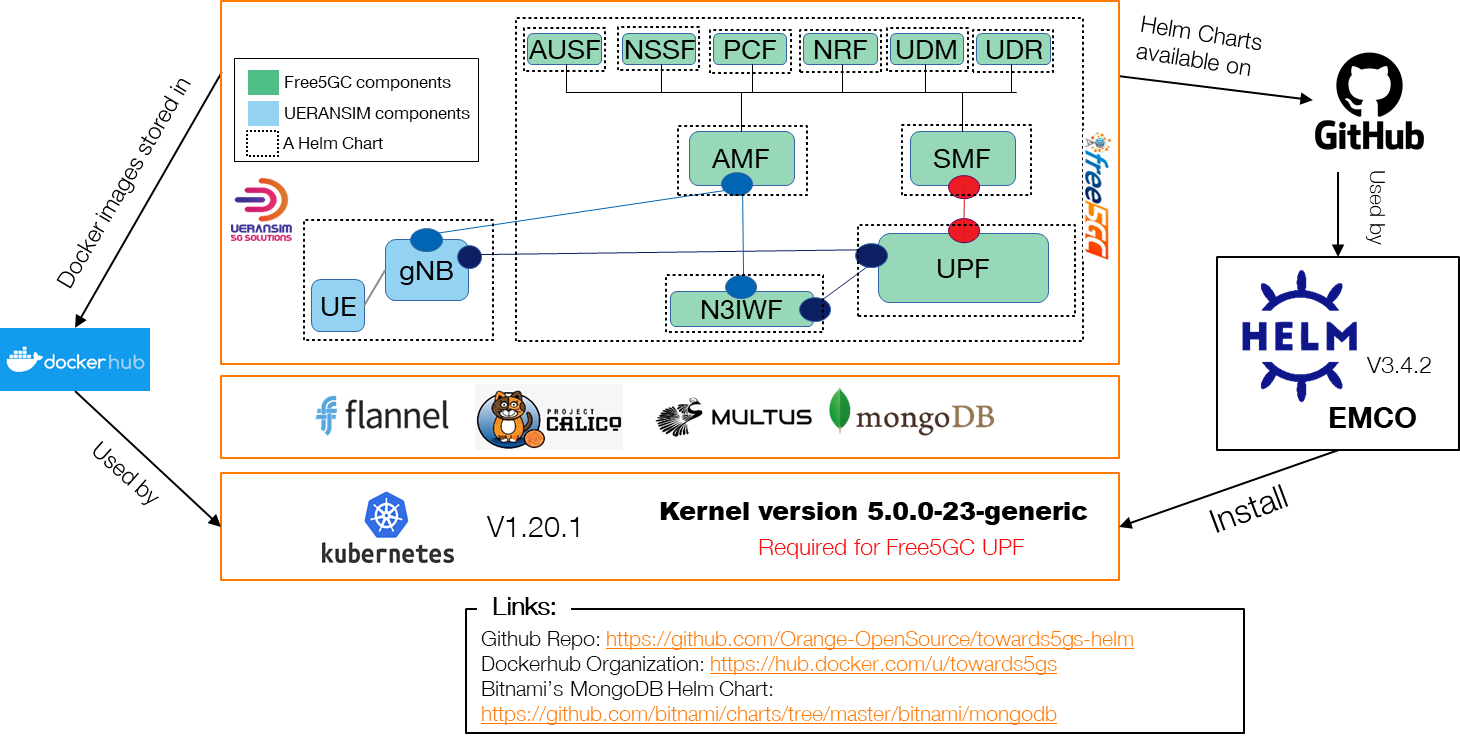 AUSF NSSF PCF NRF UDM UDR
Helm Charts
available on
Free5GC components
UERANSIM components
A Helm Chart
AMF
SMF
free5GC
GitHub
Docker images stored in
UERANSIM
5G SOLUTIONS
Used by
gNB
UPF
UE
N3IWF
docker hub
HELM
V3.4.2
EMCO
flannel
PROJECT
CALICO
MULTUS
mongoDB
Used by
Install
kubernetes
V1.20.1
Kernel version 5.0.0-23-generic
Required for Free5GC UPF
Links:
Github Repo: https://github.com/Orange-OpenSource/towards5gs-helm
Dockerhub Organization: https://hub.docker.com/u/towards5gs
Bitnami’s MongoDB Helm Chart:
https://github.com/bitnami/charts/tree/master/bitnami/mongodb